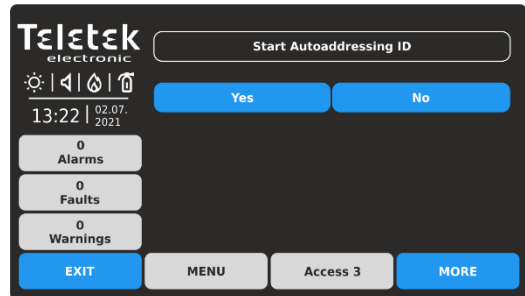 Teletek
electronic
Start Autoaddressing ID
Yes No
13:22 02.07.
2021
0
Alarms
0
Faults
0
Warnings
EXIT MENU Access 3 MORE